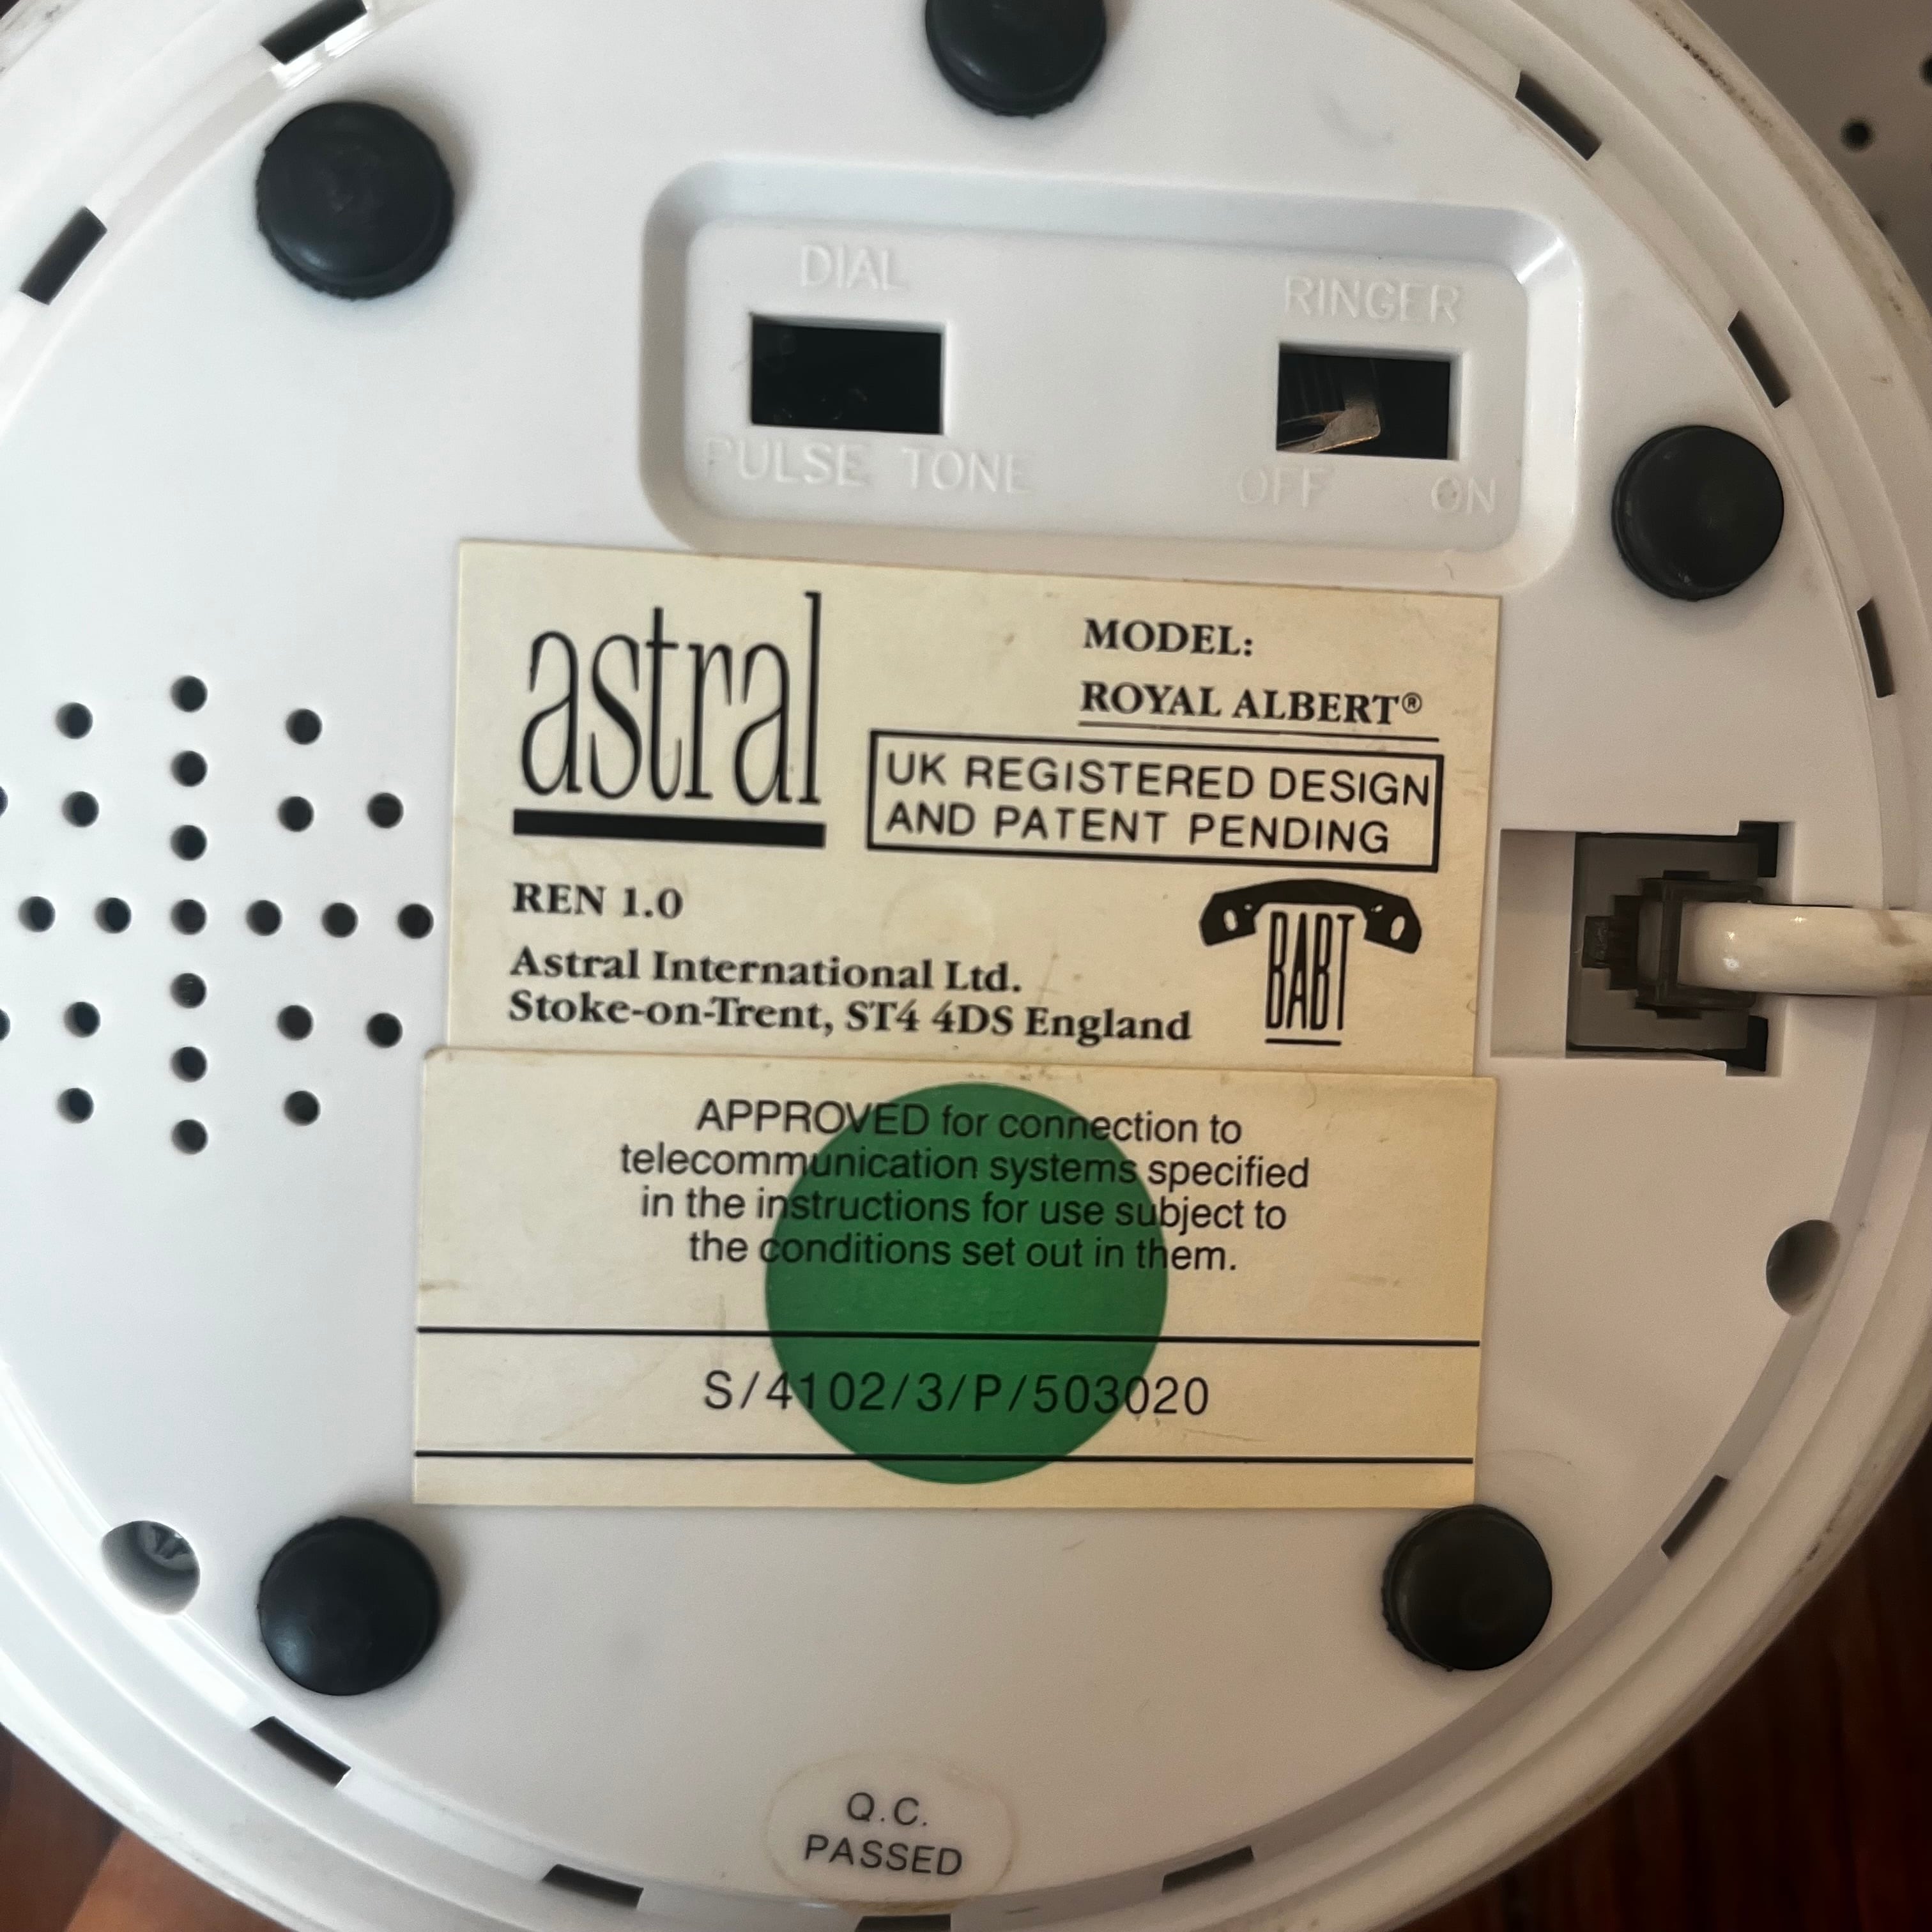 DIAL
RINGER
PULSE TONE
OFF ON
astral
MODEL:
ROYAL ALBERT®
UK REGISTERED DESIGN
AND PATENT PENDING
REN 1.0
BABT
Astral International Ltd.
Stoke-on-Trent, ST4 4DS England
APPROVED for connection to
telecommunication systems specified
in the instructions for use subject to
the conditions set out in them.
S/4102/3/P/503020
Q.C.
PASSED